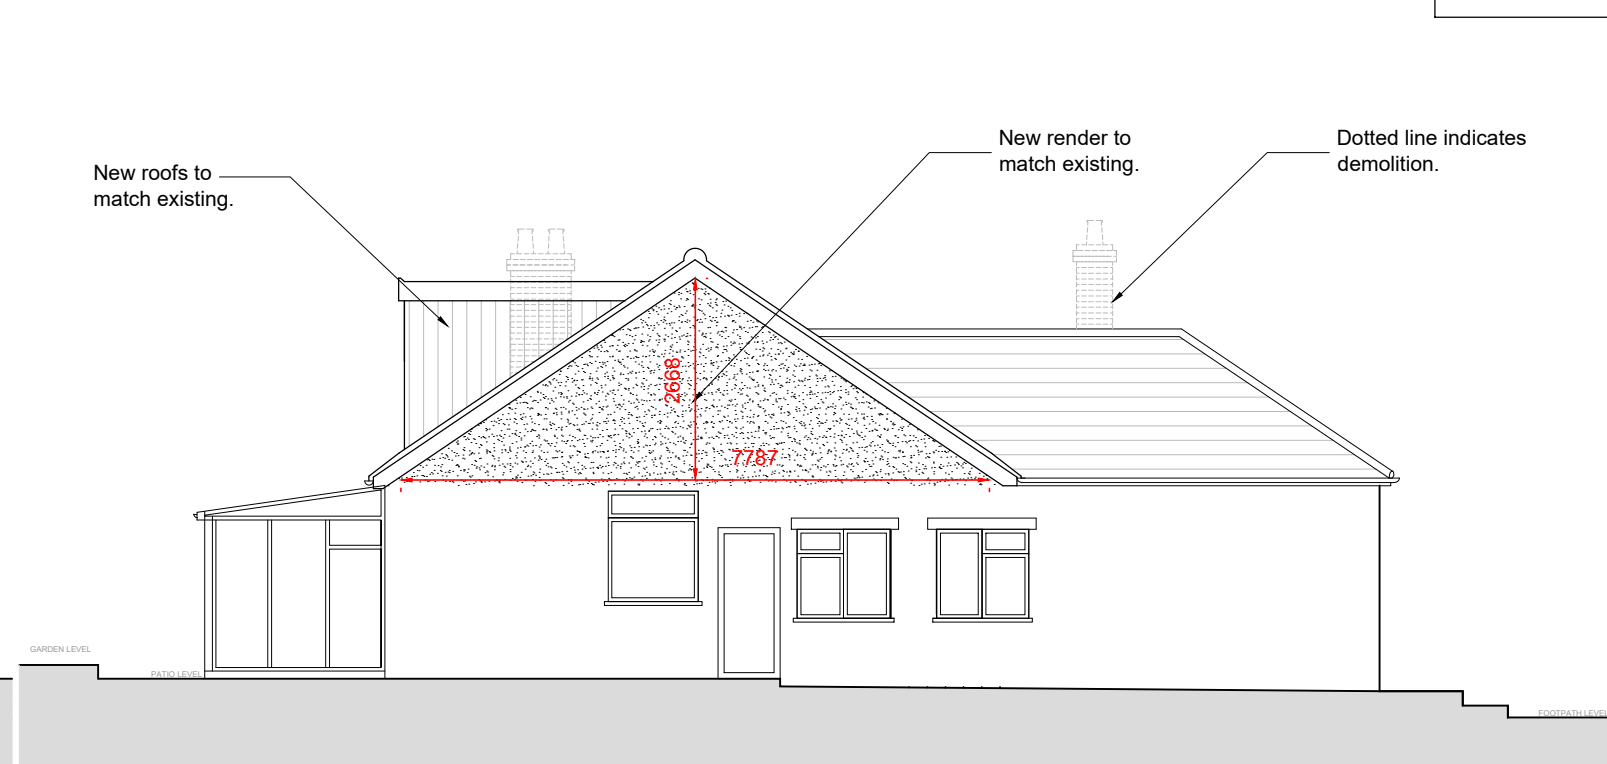 New render to
match existing.
Dotted line indicates
demolition.
New roofs to
match existing.
2668
7787
GARDEN LEVEL
PATIO LEVEL
FOOTPATH LEVEL